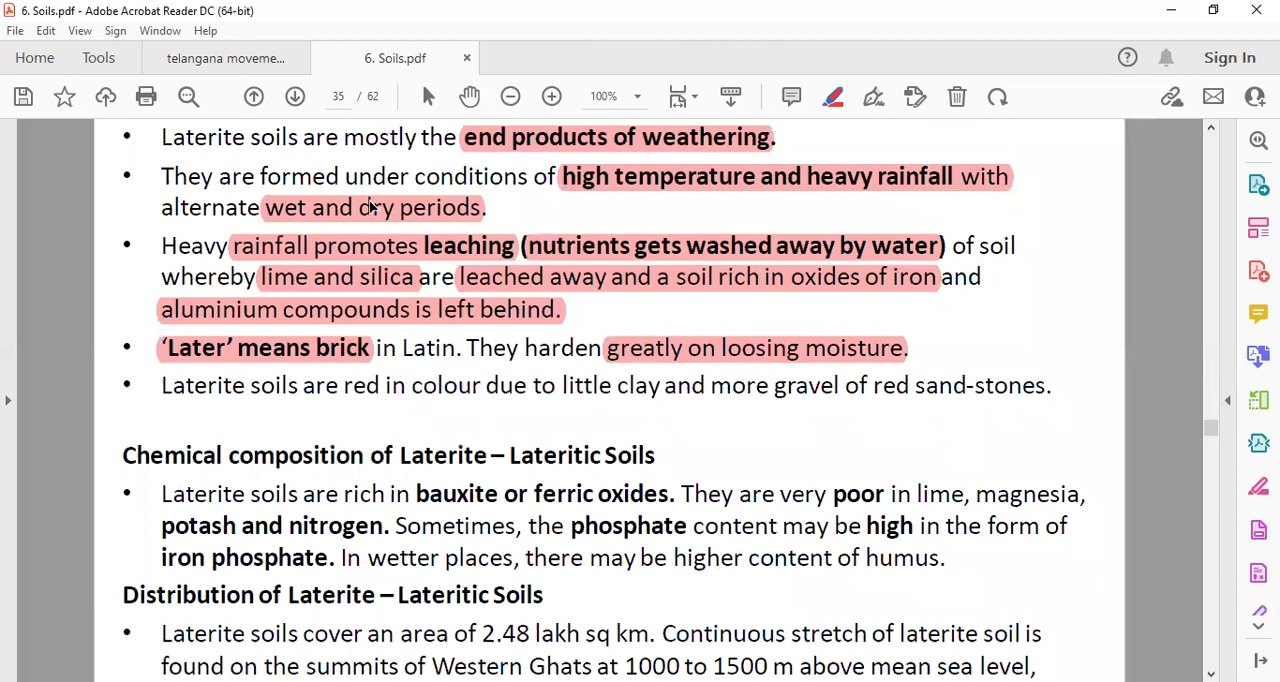 6. Soils.pdf - Adobe Acrobat Reader DC (64-bit)
File Edit View Sign Window Help
Home Tools telangana moveme... 6. Soils.pdf × Sign In
35 / 62 100%
• Laterite soils are mostly the end products of weathering.
• They are formed under conditions of high temperature and heavy rainfall with
alternate wet and dry periods.
• Heavy rainfall promotes leaching (nutrients gets washed away by water) of soil
whereby lime and silica are leached away and a soil rich in oxides of iron and
aluminium compounds is left behind.
• ‘Later’ means brick in Latin. They harden greatly on loosing moisture.
• Laterite soils are red in colour due to little clay and more gravel of red sand-stones.
Chemical composition of Laterite – Lateritic Soils
• Laterite soils are rich in bauxite or ferric oxides. They are very poor in lime, magnesia,
potash and nitrogen. Sometimes, the phosphate content may be high in the form of
iron phosphate. In wetter places, there may be higher content of humus.
Distribution of Laterite – Lateritic Soils
• Laterite soils cover an area of 2.48 lakh sq km. Continuous stretch of laterite soil is
found on the summits of Western Ghats at 1000 to 1500 m above mean sea level,